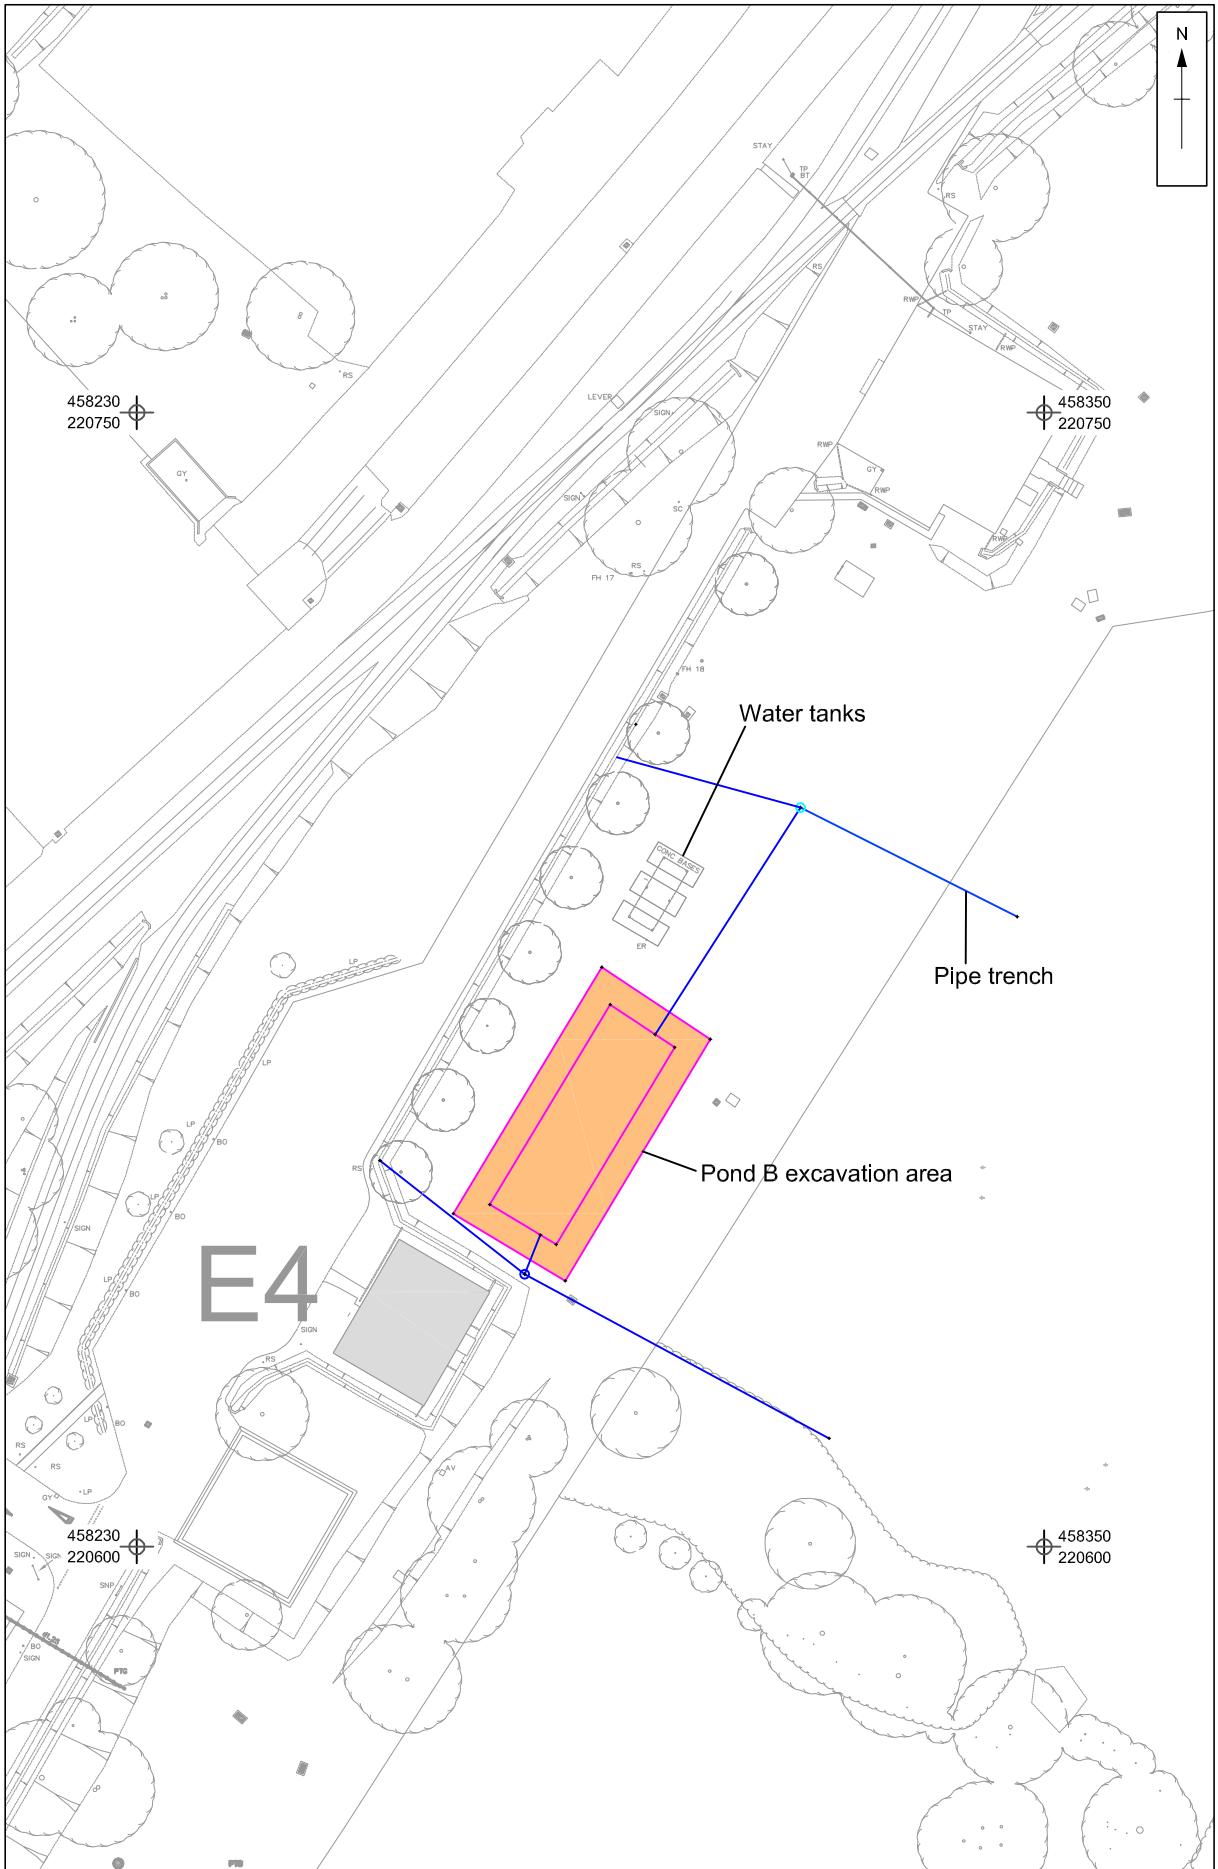 N
STAY
TP
BT
RS
RS
RWP
TP
STAY
RWP
RS
LEVER
458230
220750
458350
220750
SIGN
RWP
GY
GY
RWP
SIGN
SC
RWP
RS
FH 17
FH 18
Water tanks
CONC BASES
ER
LP
Pipe trench
LP
LP
BO
RS
Pond B excavation area
LP
BO
SIGN
E4
LP
BO
SIGN
RS
LP
BO
RS
RS
AV
LP
GY
458230
220600
458350
220600
SIGN
SIGN
SNP
BO
SIGN
PTG
PTG